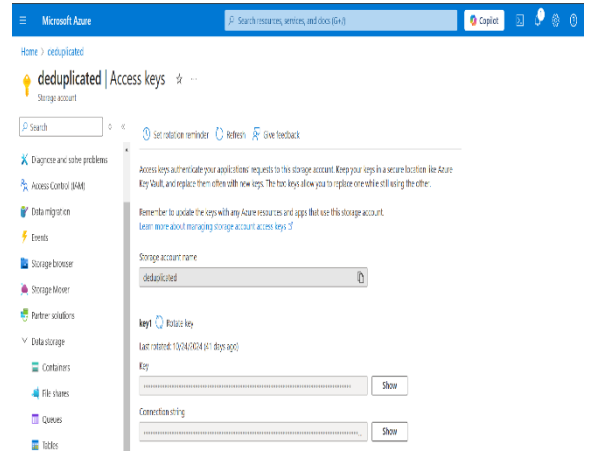 Microsoft Azure
Search resources, services, and docs (G+/)
Copilot
Home > deduplicated
deduplicated | Access keys
Storage account
Search
Set rotation reminder
Refresh
Give feedback
Diagnose and solve problems
Access Control (IAM)
Data migration
Events
Storage browser
Storage Mover
Partner solutions
Data storage
Containers
File shares
Queues
Tables
Access keys authenticate your applications' requests to this storage account. Keep your keys in a secure location like Azure
Key Vault, and replace them often with new keys. The two keys allow you to replace one while still using the other.
Remember to update the keys with any Azure resources and apps that use this storage account.
Learn more about managing storage account access keys
Storage account name
deduplicated
key1
Rotate key
Last rotated: 10/24/2024 (41 days ago)
Key
Show
Connection string
Show